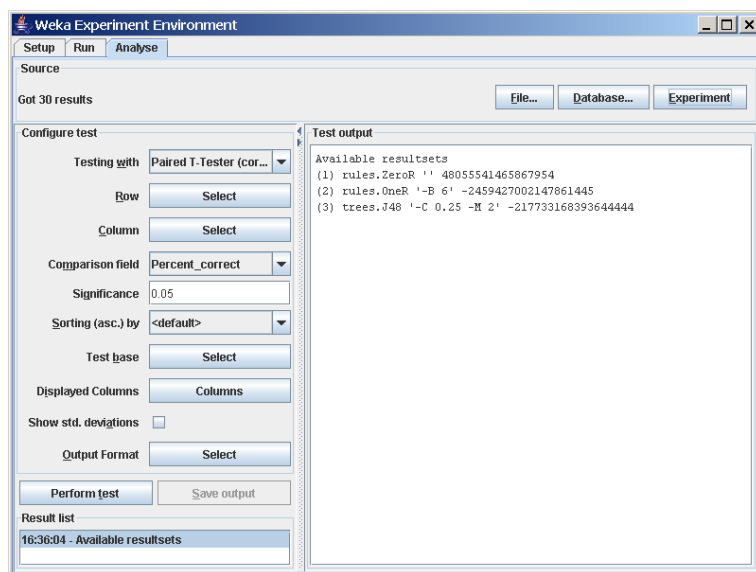 Weka Experiment Environment
Setup Run Analyse
Source
Got 30 results
File... Database... Experiment
Configure test
Testing with Paired T-Tester (cor...
Row Select
Column Select
Comparison field Percent_correct
Significance 0.05
Sorting (asc.) by <default>
Test base Select
Displayed Columns Columns
Show std. deviations
Output Format Select
Perform test Save output
Result list
16:36:04 - Available resultsets
Test output
Available resultsets
(1) rules.ZeroR '' 48055541465867954
(2) rules.OneR '-B 6' -2459427002147861445
(3) trees.J48 '-C 0.25 -M 2' -217733168393644444